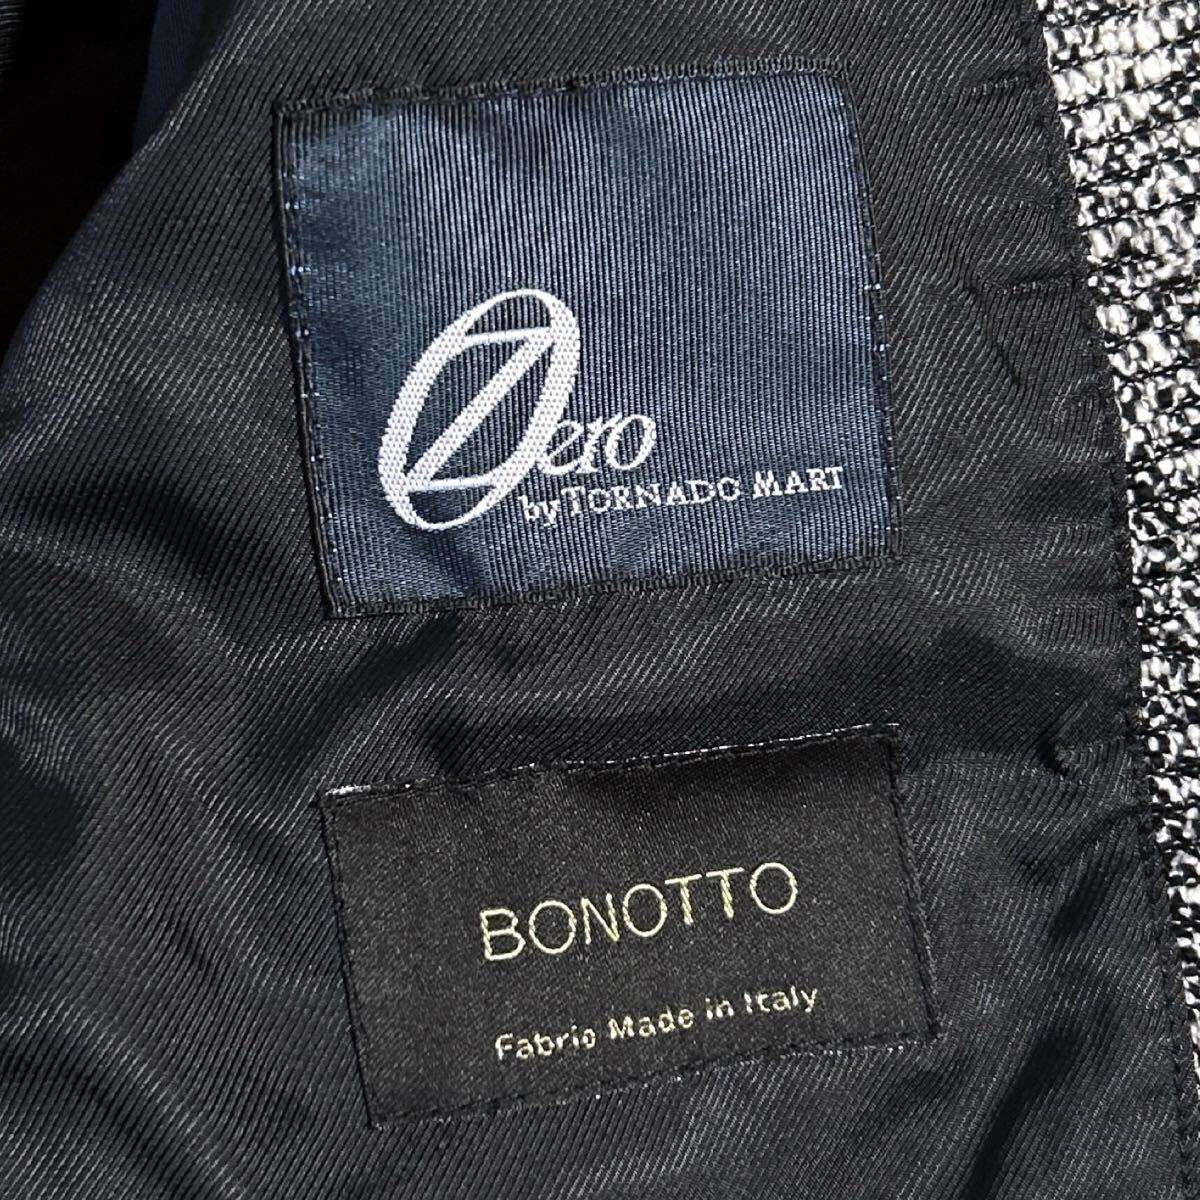 Zero
by TORNADO MART
BONOTTO
Fabric Made in Italy